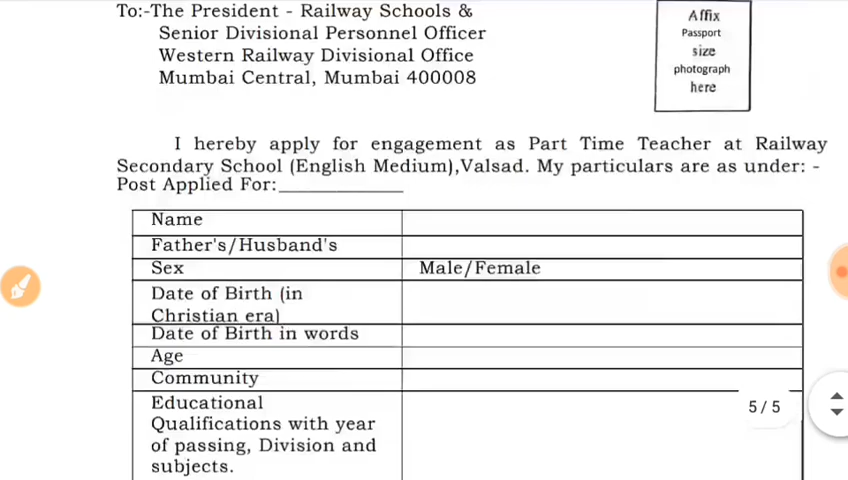 To:-The President - Railway Schools &
Senior Divisional Personnel Officer
Western Railway Divisional Office
Mumbai Central, Mumbai 400008
Affix
Passport
size
photograph
here
I hereby apply for engagement as Part Time Teacher at Railway
Secondary School (English Medium),Valsad. My particulars are as under: -
Post Applied For:____________
Name
Father's/Husband's
Sex Male/Female
Date of Birth (in
Christian era)
Date of Birth in words
Age
Community
Educational
Qualifications with year
of passing, Division and
subjects.
5 / 5